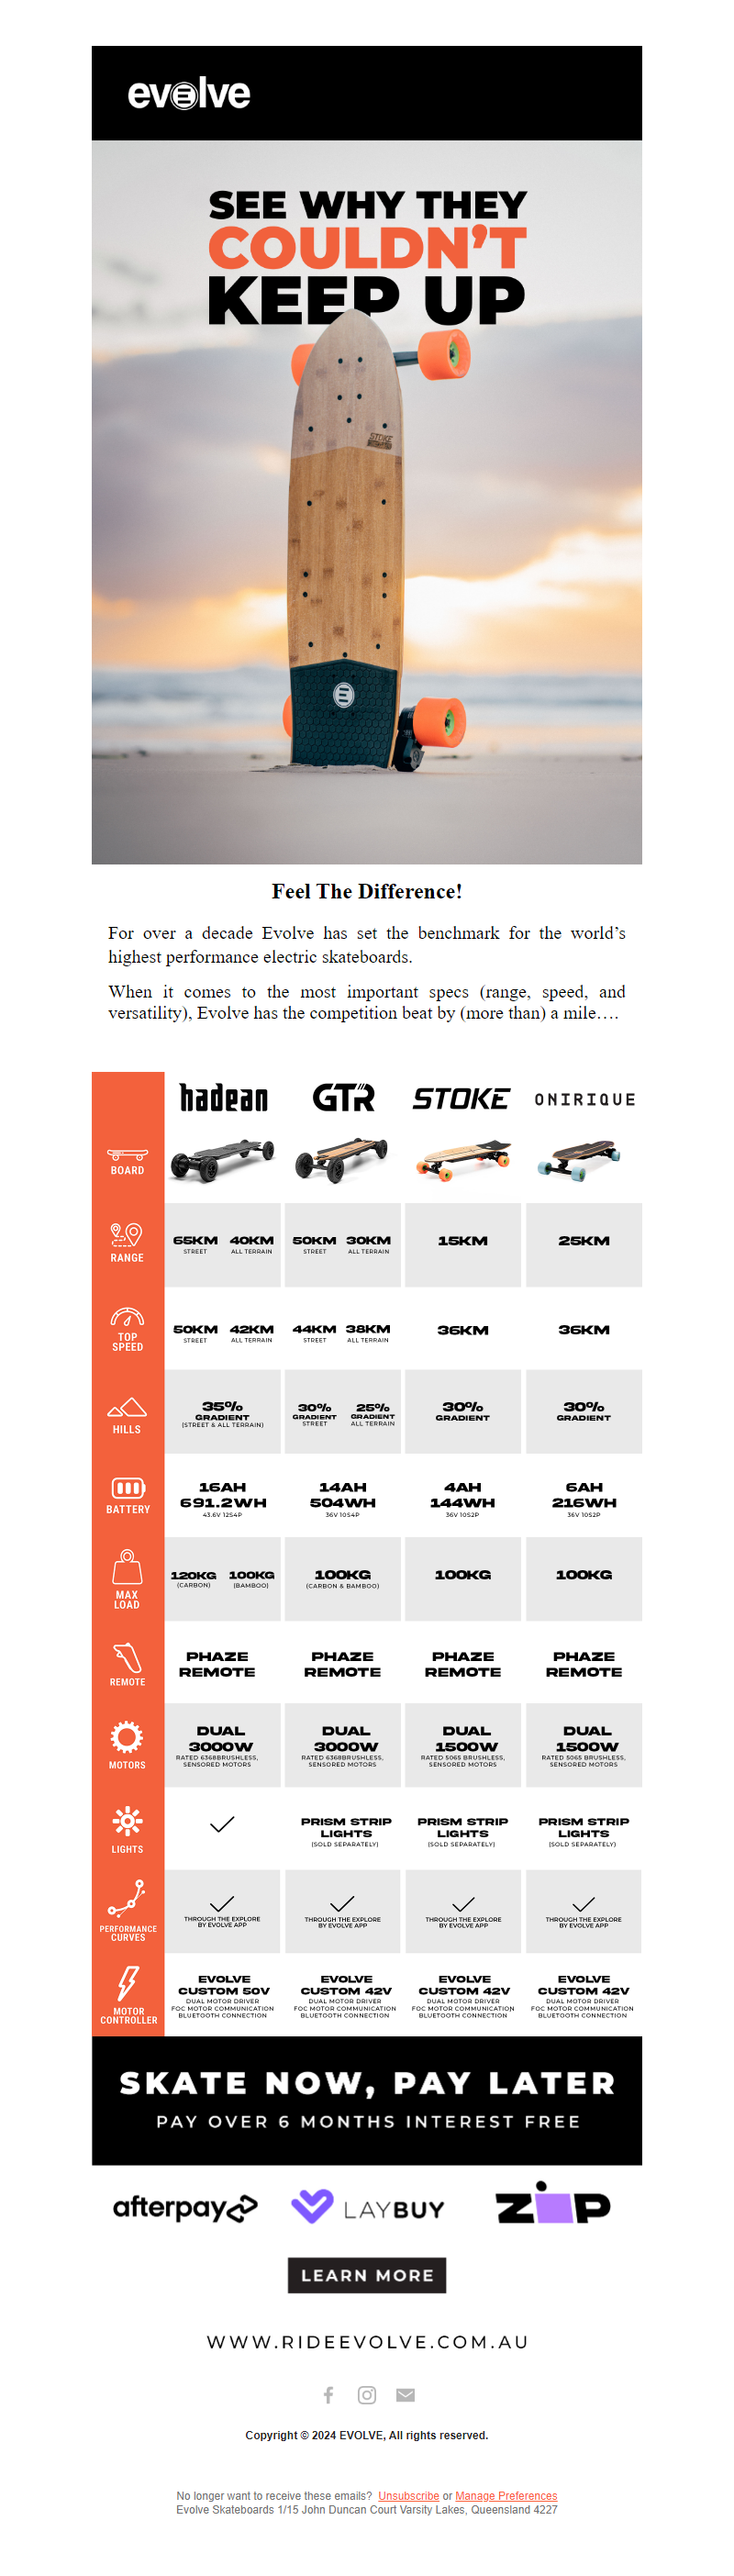 evolve
SEE WHY THEY
COULDN'T
KEEP UP
STOKE
Feel The Difference!
For over a decade Evolve has set the benchmark for the world's
highest performance electric skateboards.
When it comes to the most important specs (range, speed, and
versatility), Evolve has the competition beat by (more than) a mile….
hadean GTR STOKE ONIRIQUE
BOARD
RANGE
65KM 40KM 50KM 30KM 15KM 25KM
STREET ALL TERRAIN STREET ALL TERRAIN
TOP
SPEED
50KM 42KM 44KM 38KM 36KM 36KM
STREET ALL TERRAIN STREET ALL TERRAIN
HILLS
35% 30% 25% 30% 30%
GRADIENT GRADIENT GRADIENT GRADIENT GRADIENT
(STREET & ALL TERRAIN) STREET ALL TERRAIN
BATTERY
16AH 14AH 4AH 6AH
691.2WH 504WH 144WH 216WH
43.6V 12S4P 36V 10S4P 36V 10S2P 36V 10S2P
MAX
LOAD
120KG 100KG 100KG 100KG 100KG
(CARBON) (BAMBOO) (CARBON & BAMBOO)
REMOTE
PHAZE PHAZE PHAZE PHAZE
REMOTE REMOTE REMOTE REMOTE
MOTORS
DUAL DUAL DUAL DUAL
3000W 3000W 1500W 1500W
RATED 6368BRUSHLESS, RATED 6368BRUSHLESS, RATED 5065 BRUSHLESS, RATED 5065 BRUSHLESS,
SENSORED MOTORS SENSORED MOTORS SENSORED MOTORS SENSORED MOTORS
LIGHTS
PRISM STRIP PRISM STRIP PRISM STRIP
LIGHTS LIGHTS LIGHTS
(SOLD SEPARATELY) (SOLD SEPARATELY) (SOLD SEPARATELY)
PERFORMANCE
CURVES
THROUGH THE EXPLORE THROUGH THE EXPLORE THROUGH THE EXPLORE THROUGH THE EXPLORE
BY EVOLVE APP BY EVOLVE APP BY EVOLVE APP BY EVOLVE APP
MOTOR
CONTROLLER
EVOLVE EVOLVE EVOLVE EVOLVE
CUSTOM 50V CUSTOM 42V CUSTOM 42V CUSTOM 42V
DUAL MOTOR DRIVER DUAL MOTOR DRIVER DUAL MOTOR DRIVER DUAL MOTOR DRIVER
FOC MOTOR COMMUNICATION FOC MOTOR COMMUNICATION FOC MOTOR COMMUNICATION FOC MOTOR COMMUNICATION
BLUETOOTH CONNECTION BLUETOOTH CONNECTION BLUETOOTH CONNECTION BLUETOOTH CONNECTION
SKATE NOW, PAY LATER
PAY OVER 6 MONTHS INTEREST FREE
afterpay LAYBUY ZIP
LEARN MORE
WWW.RIDEEVOLVE.COM.AU
Copyright © 2024 EVOLVE, All rights reserved.
No longer want to receive these emails? Unsubscribe or Manage Preferences
Evolve Skateboards 1/15 John Duncan Court Varsity Lakes, Queensland 4227